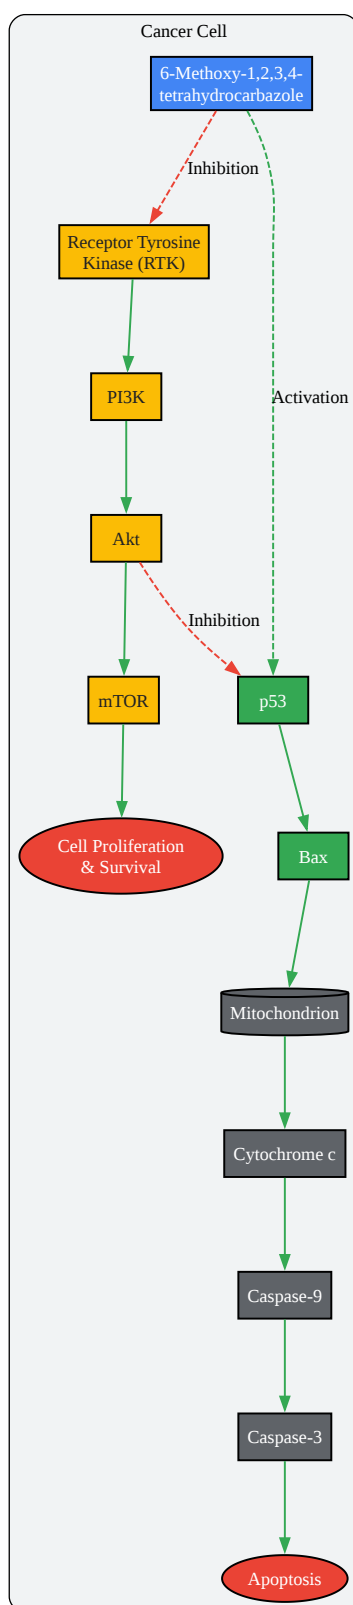 Cancer Cell
6-Methoxy-1,2,3,4-
tetrahydrocarbazole
Inhibition
Receptor Tyrosine
Kinase (RTK)
PI3K
Activation
Akt
Inhibition
mTOR
p53
Cell Proliferation
& Survival
Bax
Mitochondrion
Cytochrome c
Caspase-9
Caspase-3
Apoptosis